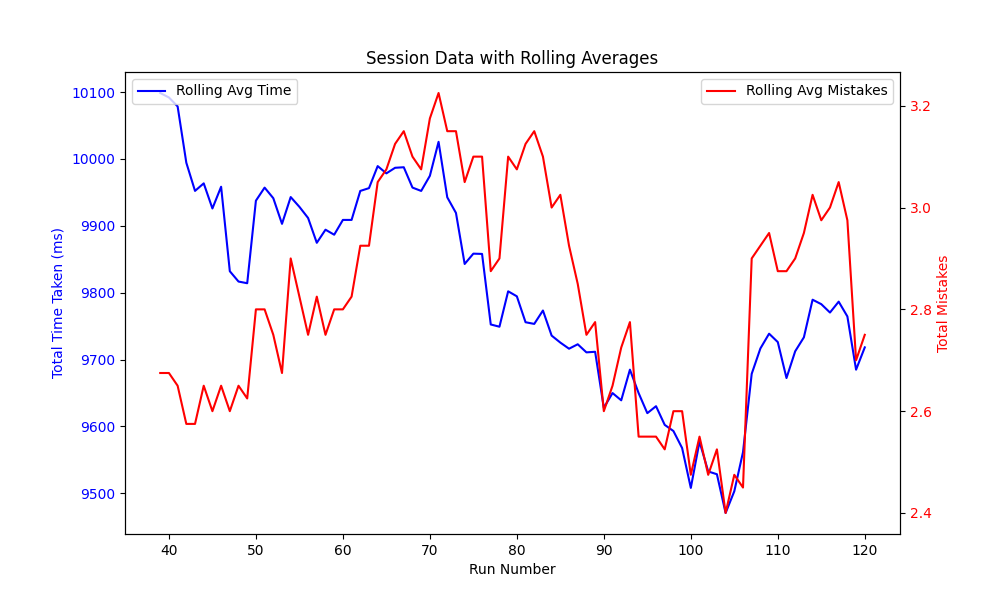 Session Data with Rolling Averages
Rolling Avg Time
Rolling Avg Mistakes
Total Time Taken (ms)
10100
10000
9900
9800
9700
9600
9500
3.2
3.0
2.8
2.6
2.4
Total Mistakes
40 50 60 70 80 90 100 110 120
Run Number